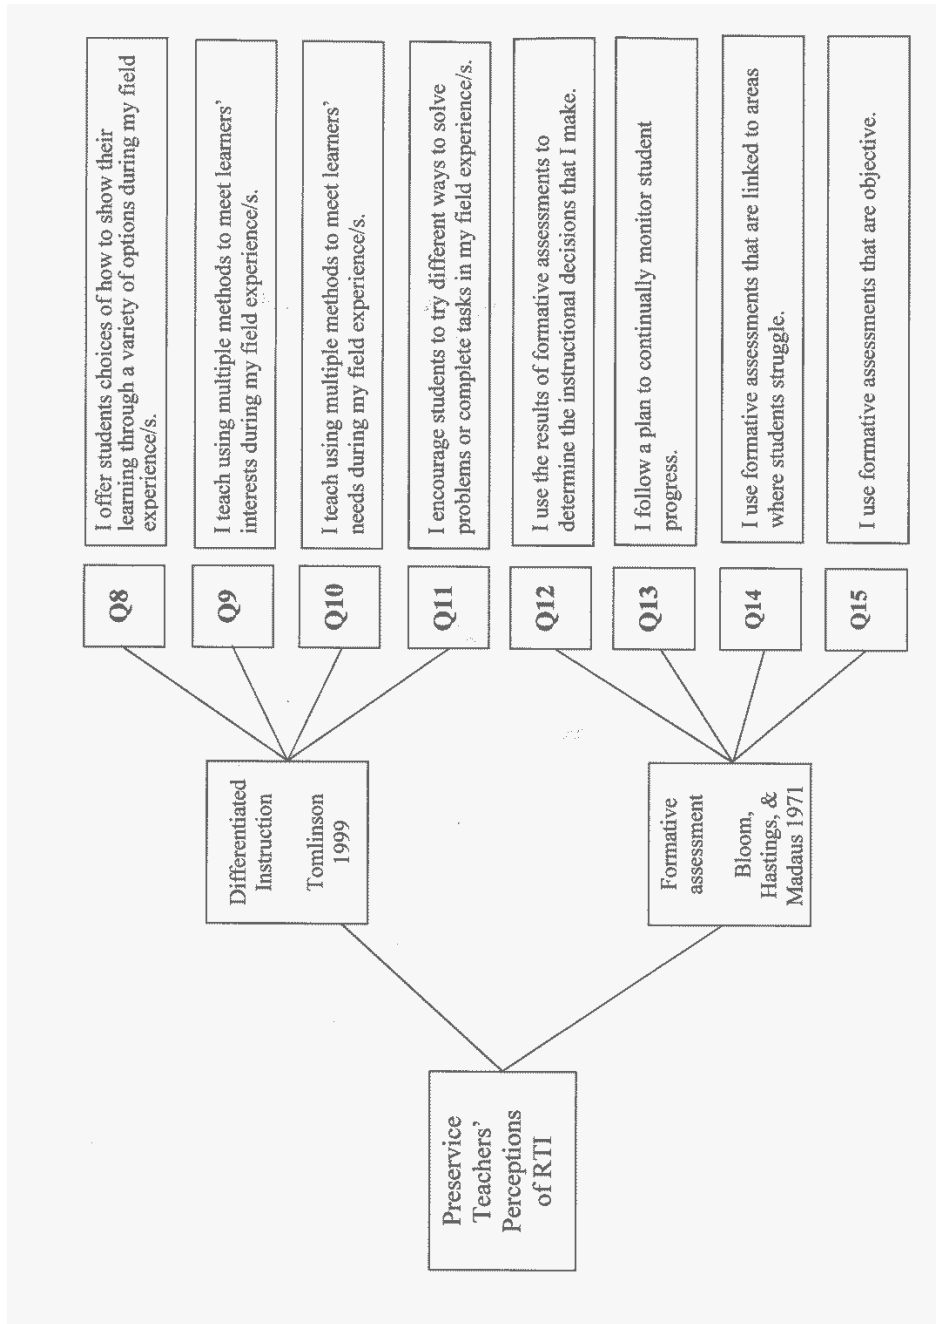 Preservice
Teachers'
Perceptions
of RTI
Differentiated
Instruction
Tomlinson
1999
Q8
I offer students choices of how to show their
learning through a variety of options during my field
experience/s.
Q9
I teach using multiple methods to meet learners'
interests during my field experience/s.
Q10
I teach using multiple methods to meet learners'
needs during my field experience/s.
Q11
I encourage students to try different ways to solve
problems or complete tasks in my field experience/s.
Formative
assessment
Bloom,
Hastings, &
Madaus 1971
Q12
I use the results of formative assessments to
determine the instructional decisions that I make.
Q13
I follow a plan to continually monitor student
progress.
Q14
I use formative assessments that are linked to areas
where students struggle.
Q15
I use formative assessments that are objective.